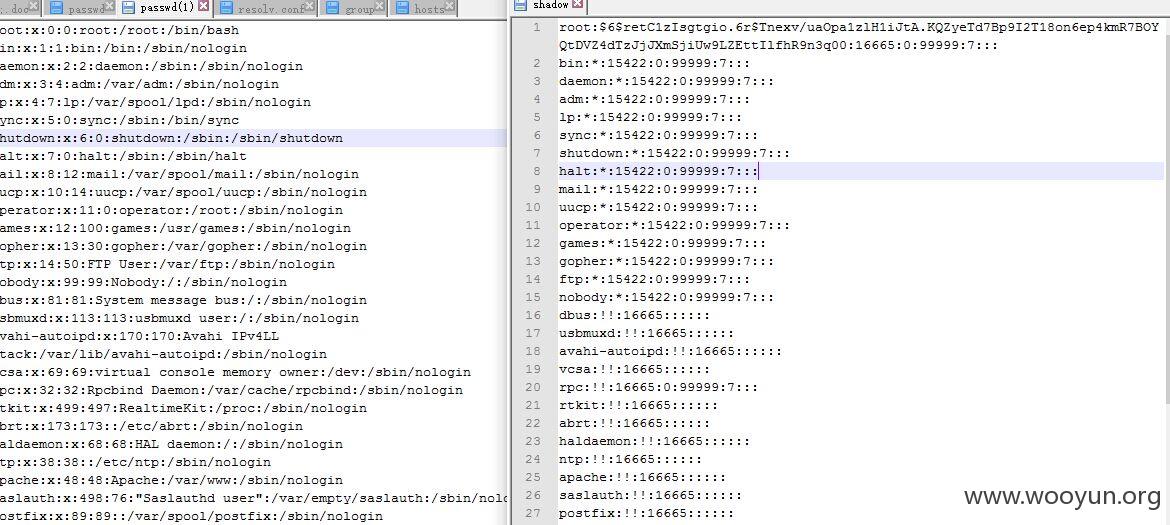 .doc passwd passwd(1) resolv.conf group hosts
oot:x:0:0:root:/root:/bin/bash
in:x:1:1:bin:/bin:/sbin/nologin
aemon:x:2:2:daemon:/sbin:/sbin/nologin
dm:x:3:4:adm:/var/adm:/sbin/nologin
p:x:4:7:lp:/var/spool/lpd:/sbin/nologin
ync:x:5:0:sync:/sbin:/bin/sync
hutdown:x:6:0:shutdown:/sbin:/sbin/shutdown
alt:x:7:0:halt:/sbin:/sbin/halt
ail:x:8:12:mail:/var/spool/mail:/sbin/nologin
ucp:x:10:14:uucp:/var/spool/uucp:/sbin/nologin
perator:x:11:0:operator:/root:/sbin/nologin
ames:x:12:100:games:/usr/games:/sbin/nologin
opher:x:13:30:gopher:/var/gopher:/sbin/nologin
tp:x:14:50:FTP User:/var/ftp:/sbin/nologin
obody:x:99:99:Nobody:/:/sbin/nologin
bus:x:81:81:System message bus:/:/sbin/nologin
sbmuxd:x:113:113:usbmuxd user:/:/sbin/nologin
vahi-autoipd:x:170:170:Avahi IPv4LL
tack:/var/lib/avahi-autoipd:/sbin/nologin
csa:x:69:69:virtual console memory owner:/dev:/sbin/nologin
pc:x:32:32:Rpcbind Daemon:/var/cache/rpcbind:/sbin/nologin
tkit:x:499:497:RealtimeKit:/proc:/sbin/nologin
brt:x:173:173::/etc/abrt:/sbin/nologin
aldaemon:x:68:68:HAL daemon:/:/sbin/nologin
tp:x:38:38::/etc/ntp:/sbin/nologin
pache:x:48:48:Apache:/var/www:/sbin/nologin
aslauth:x:498:76:"Saslauthd user":/var/empty/saslauth:/sbin/nolo
ostfix:x:89:89::/var/spool/postfix:/sbin/nologin
shadow
1 root:$6$retC1zIsgtgio.6r$Tnexv/uaOpa1zlH1iJtA.KQZyeTd7Bp9I2T18on6ep4kmR7BOY
QtDVZ4dTzJjJXmSjiUw9LZEttIlfhR9n3q00:16665:0:99999:7:::
2 bin:*:15422:0:99999:7:::
3 daemon:*:15422:0:99999:7:::
4 adm:*:15422:0:99999:7:::
5 lp:*:15422:0:99999:7:::
6 sync:*:15422:0:99999:7:::
7 shutdown:*:15422:0:99999:7:::
8 halt:*:15422:0:99999:7:::
9 mail:*:15422:0:99999:7:::
10 uucp:*:15422:0:99999:7:::
11 operator:*:15422:0:99999:7:::
12 games:*:15422:0:99999:7:::
13 gopher:*:15422:0:99999:7:::
14 ftp:*:15422:0:99999:7:::
15 nobody:*:15422:0:99999:7:::
16 dbus:!!:16665::::::
17 usbmuxd:!!:16665::::::
18 avahi-autoipd:!!:16665::::::
19 vcsa:!!:16665::::::
20 rpc:!!:16665:0:99999:7:::
21 rtkit:!!:16665::::::
22 abrt:!!:16665::::::
23 haldaemon:!!:16665::::::
24 ntp:!!:16665::::::
25 apache:!!:16665::::::
26 saslauth:!!:16665::::::
27 postfix:!!:16665::::::
www.wooyun.org